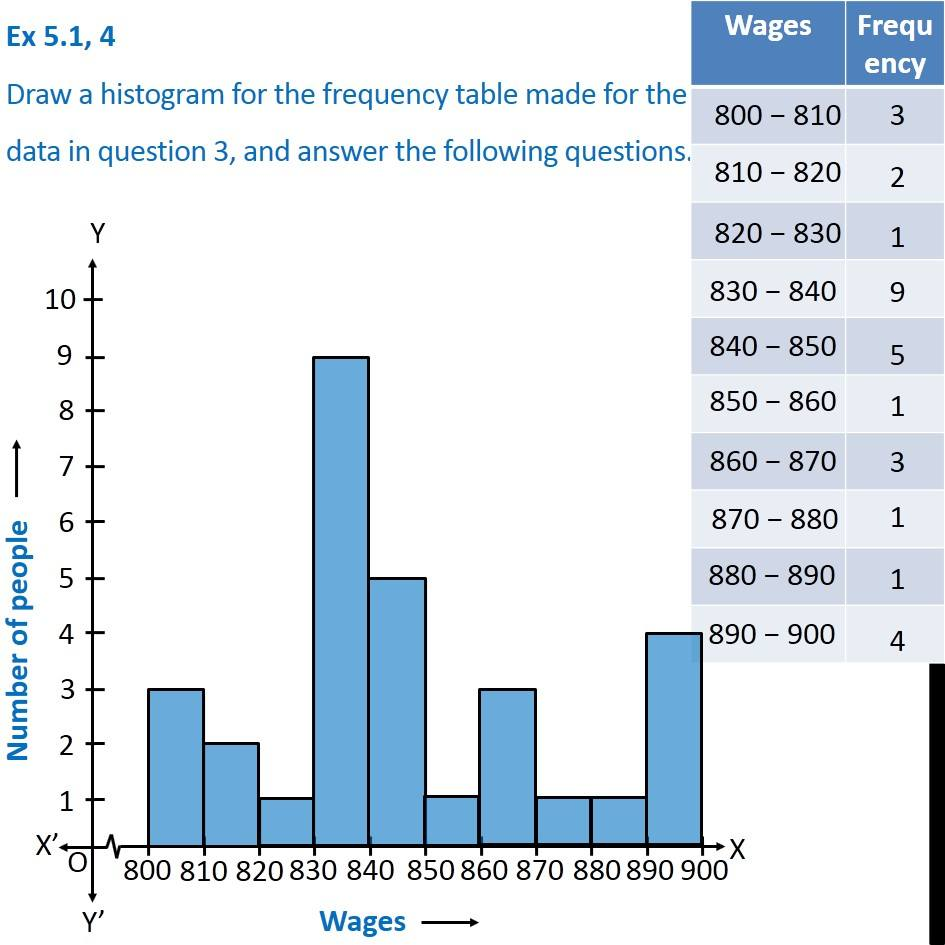 Ex 5.1, 4
Draw a histogram for the frequency table made for the
data in question 3, and answer the following questions.
Wages Frequ
ency
800 – 810 3
810 – 820 2
820 – 830 1
830 – 840 9
840 – 850 5
850 – 860 1
860 – 870 3
870 – 880 1
880 – 890 1
890 – 900 4
Y
10
9
8
7
6
5
4
3
2
1
Number of people
X’ O X
800 810 820 830 840 850 860 870 880 890 900
Y’
Wages